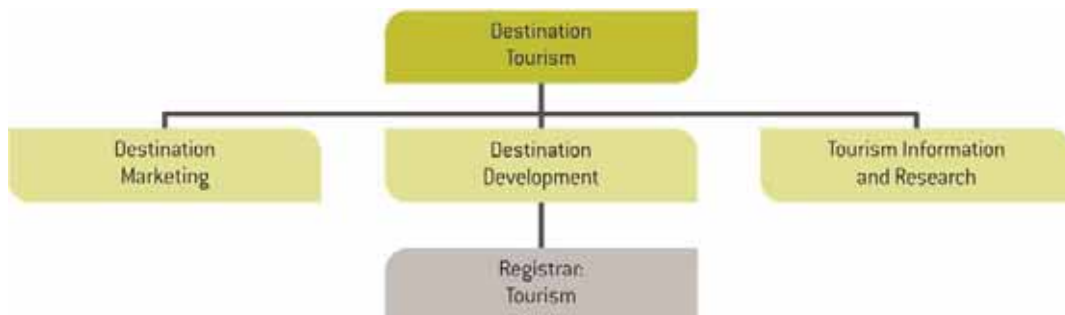 Destination
Tourism
Destination
Marketing
Destination
Development
Tourism Information
and Research
Registrar:
Tourism